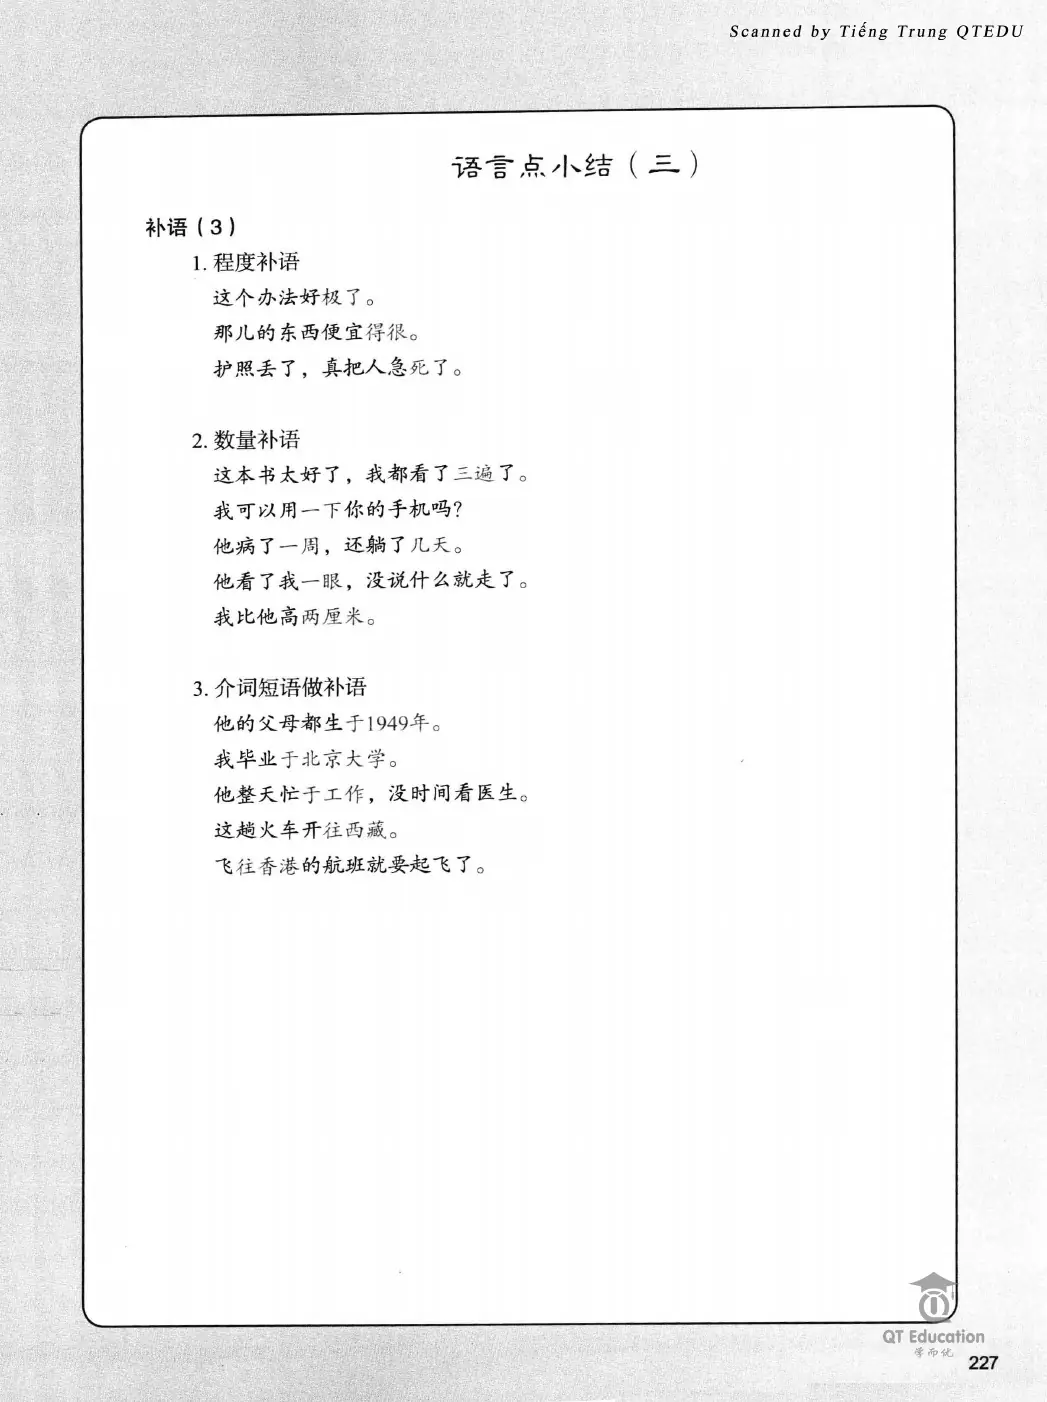 Scanned by Tiếng Trung QTEDU
语言点小结（三）
补语（3）
1. 程度补语
这个办法好极了。
那儿的东西便宜得很。
护照丢了，真把人急死了。
2. 数量补语
这本书太好了，我都看了三遍了。
我可以用一下你的手机吗？
他病了一周，还躺了几天。
他看了我一眼，没说什么就走了。
我比他高两厘米。
3. 介词短语做补语
他的父母都生于1949年。
我毕业于北京大学。
他整天忙于工作，没时间看医生。
这趟火车开往西藏。
飞往香港的航班就要起飞了。
QT Education
学而优
227